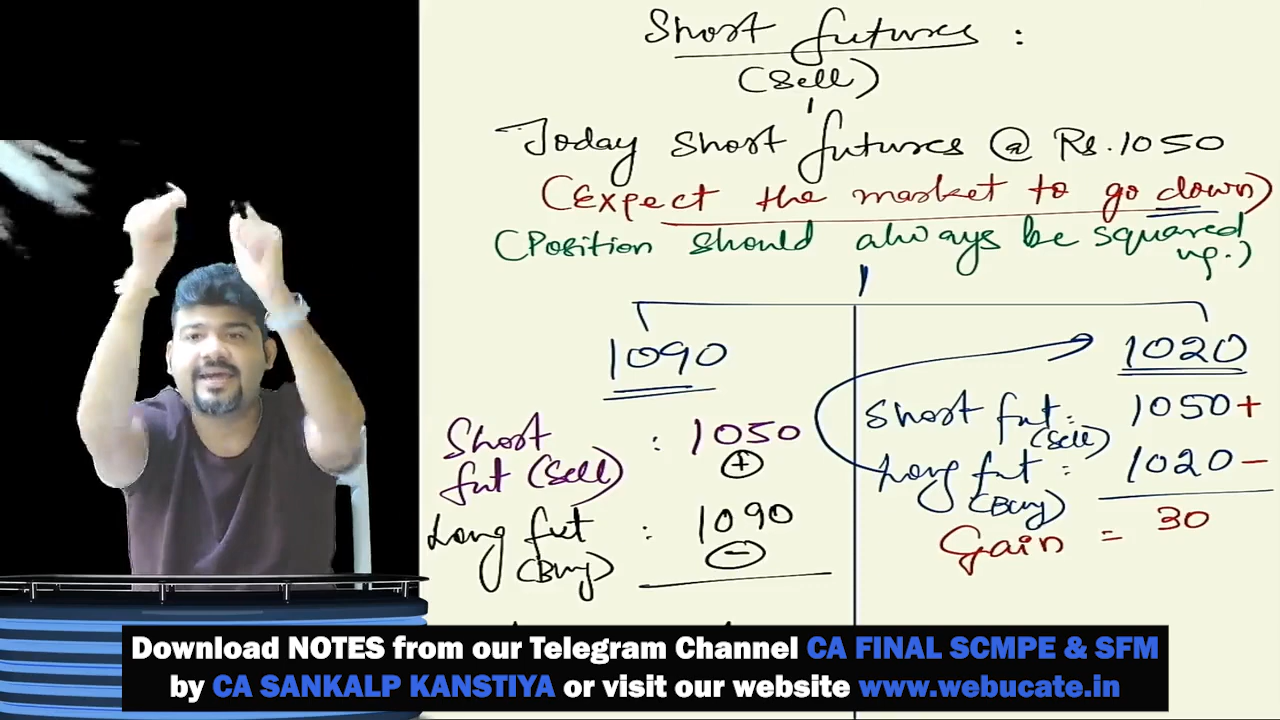 Short futures :
(Sell)
Today Short futures @ Rs.1050
(Expect the market to go down)
(Position should always be squared
up.)
1090
Short
fut (Sell) : 1050
+
Long fut : 1090
(Buy) -
1020
Short fut : 1050 +
(Sell)
Long fut : 1020 -
(Buy)
Gain = 30
Download NOTES from our Telegram Channel CA FINAL SCMPE & SFM
by CA SANKALP KANSTIYA or visit our website www.webucate.in